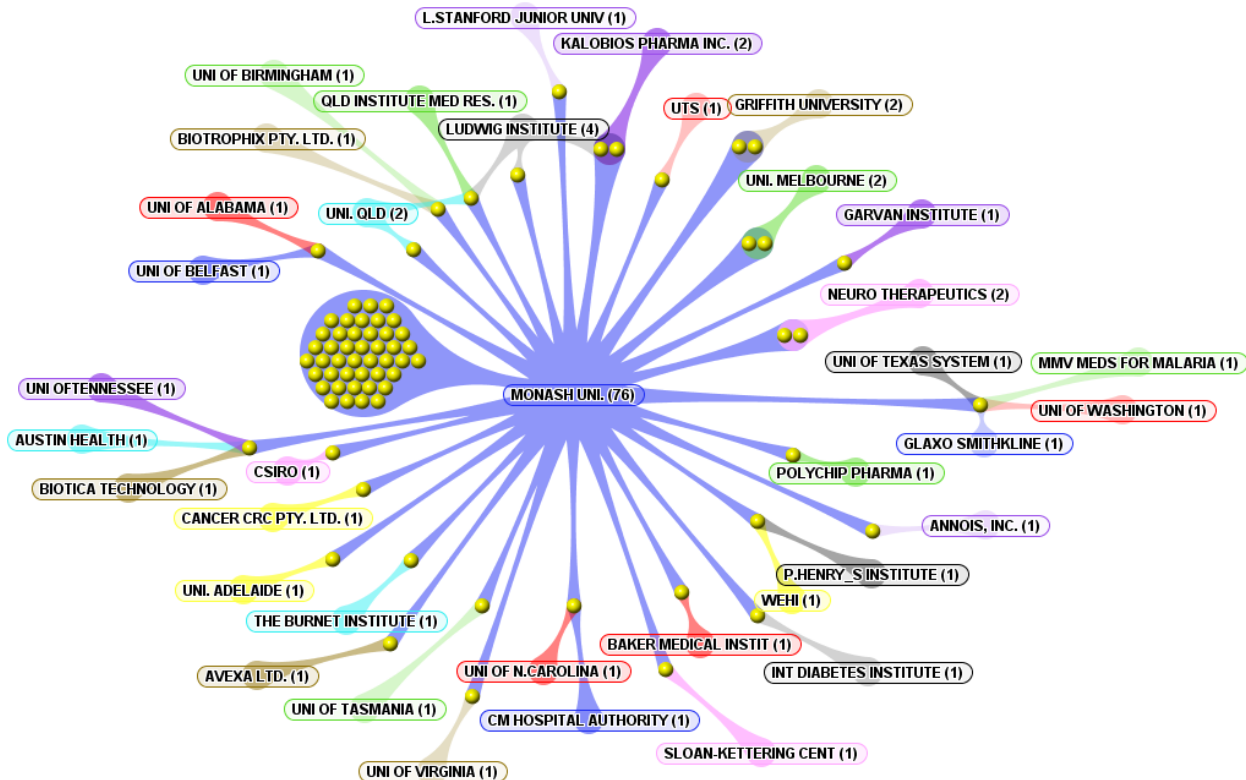 L.STANFORD JUNIOR UNIV (1)
KALOBIOS PHARMA INC. (2)
UNI OF BIRMINGHAM (1)
QLD INSTITUTE MED RES. (1)
UTS (1)
GRIFFITH UNIVERSITY (2)
LUDWIG INSTITUTE (4)
BIOTROPHIX PTY. LTD. (1)
UNI. MELBOURNE (2)
UNI OF ALABAMA (1)
UNI. QLD (2)
GARVAN INSTITUTE (1)
UNI OF BELFAST (1)
NEURO THERAPEUTICS (2)
UNI OF TEXAS SYSTEM (1)
MMV MEDS FOR MALARIA (1)
UNI OFTENNESSEE (1)
MONASH UNI. (76)
UNI OF WASHINGTON (1)
AUSTIN HEALTH (1)
GLAXO SMITHKLINE (1)
CSIRO (1)
POLYCHIP PHARMA (1)
BIOTICA TECHNOLOGY (1)
CANCER CRC PTY. LTD. (1)
ANNOIS, INC. (1)
P.HENRY_S INSTITUTE (1)
UNI. ADELAIDE (1)
WEHI (1)
THE BURNET INSTITUTE (1)
BAKER MEDICAL INSTIT (1)
AVEXA LTD. (1)
UNI OF N.CAROLINA (1)
INT DIABETES INSTITUTE (1)
UNI OF TASMANIA (1)
CM HOSPITAL AUTHORITY (1)
SLOAN-KETTERING CENT (1)
UNI OF VIRGINIA (1)